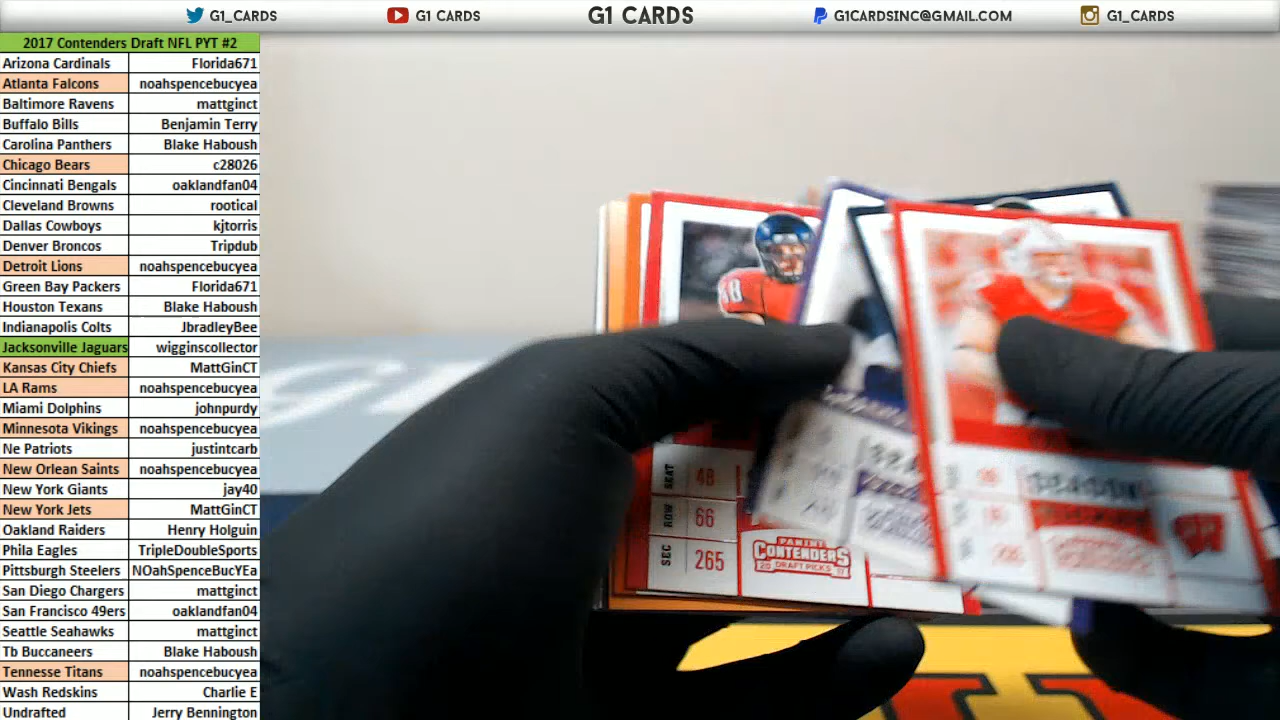 G1_CARDS G1 CARDS G1 CARDS G1CARDSINC@GMAIL.COM G1_CARDS
2017 Contenders Draft NFL PYT #2
Arizona Cardinals Florida671
Atlanta Falcons noahspencebucyea
Baltimore Ravens mattginct
Buffalo Bills Benjamin Terry
Carolina Panthers Blake Haboush
Chicago Bears c28026
Cincinnati Bengals oaklandfan04
Cleveland Browns rootical
Dallas Cowboys kjtorris
Denver Broncos Tripdub
Detroit Lions noahspencebucyea
Green Bay Packers Florida671
Houston Texans Blake Haboush
Indianapolis Colts JbradleyBee
Jacksonville Jaguars wigginscollector
Kansas City Chiefs MattGinCT
LA Rams noahspencebucyea
Miami Dolphins johnpurdy
Minnesota Vikings noahspencebucyea
Ne Patriots justintcarb
New Orlean Saints noahspencebucyea
New York Giants jay40
New York Jets MattGinCT
Oakland Raiders Henry Holguin
Phila Eagles TripleDoubleSports
Pittsburgh Steelers NOahSpenceBucYEa
San Diego Chargers mattginct
San Francisco 49ers oaklandfan04
Seattle Seahawks mattginct
Tb Buccaneers Blake Haboush
Tennesse Titans noahspencebucyea
Wash Redskins Charlie E
Undrafted Jerry Bennington
SEAT 48
ROW 66
SEC 265
PANINI
CONTENDERS
20 DRAFT PICKS 17
SEASON